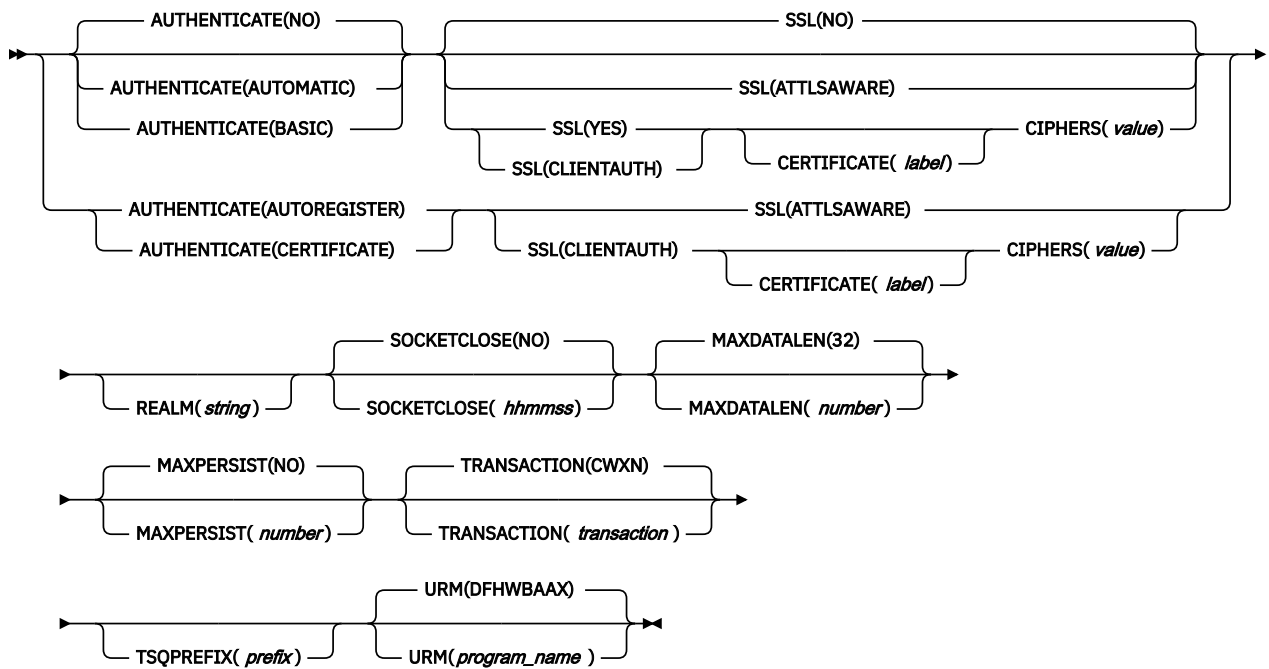 AUTHENTICATE(NO) SSL(NO)
AUTHENTICATE(AUTOMATIC) SSL(ATTLSAWARE)
AUTHENTICATE(BASIC) SSL(YES) CIPHERS( value)
SSL(CLIENTAUTH) CERTIFICATE( label)
AUTHENTICATE(AUTOREGISTER) SSL(ATTLSAWARE)
AUTHENTICATE(CERTIFICATE) SSL(CLIENTAUTH) CIPHERS( value)
CERTIFICATE( label)
SOCKETCLOSE(NO) MAXDATALEN(32)
REALM( string) SOCKETCLOSE( hhmmss) MAXDATALEN( number)
MAXPERSIST(NO) TRANSACTION(CWXN)
MAXPERSIST( number) TRANSACTION( transaction )
URM(DFHWBAAX)
TSQPREFIX( prefix) URM(program_name )